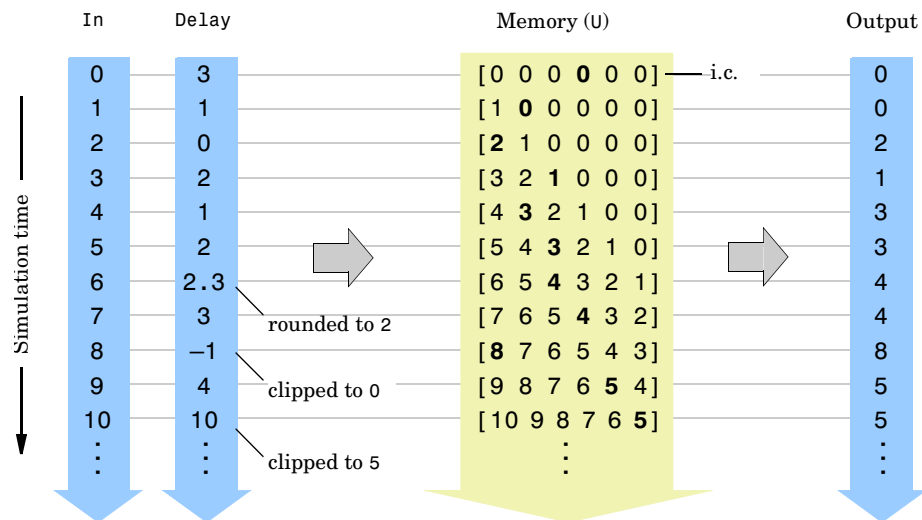 In Delay Memory (U) Output
0 3 [0 0 0 0 0 0] i.c. 0
1 1 [1 0 0 0 0 0] 0
2 0 [2 1 0 0 0 0] 2
3 2 [3 2 1 0 0 0] 1
4 1 [4 3 2 1 0 0] 3
5 2 [5 4 3 2 1 0] 3
6 2.3 [6 5 4 3 2 1] 4
rounded to 2
7 3 [7 6 5 4 3 2] 4
8 −1 [8 7 6 5 4 3] 8
clipped to 0
9 4 [9 8 7 6 5 4] 5
10 10 [10 9 8 7 6 5] 5
clipped to 5
Simulation time